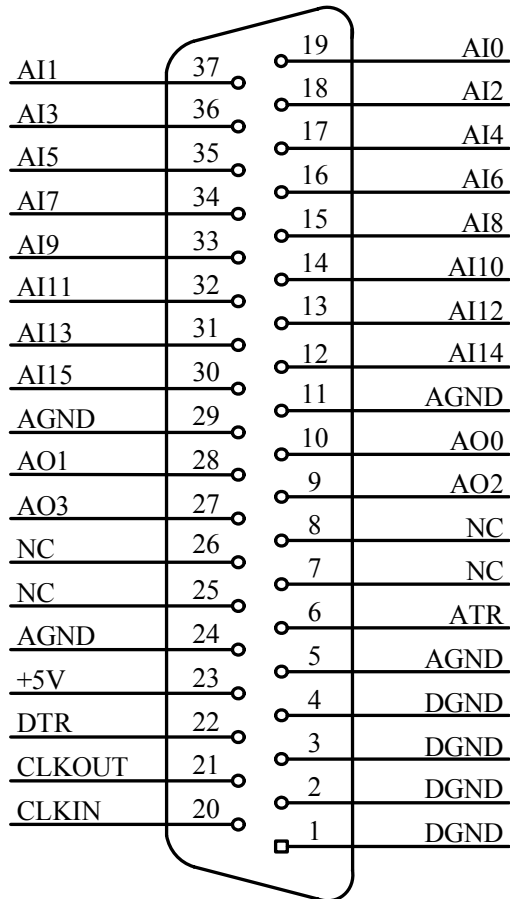 19 AI0
AI1 37
18 AI2
AI3 36
17 AI4
AI5 35
16 AI6
AI7 34
15 AI8
AI9 33
14 AI10
AI11 32
13 AI12
AI13 31
12 AI14
AI15 30
11 AGND
AGND 29
10 AO0
AO1 28
9 AO2
AO3 27
8 NC
NC 26
7 NC
NC 25
6 ATR
AGND 24
5 AGND
+5V 23
4 DGND
DTR 22
3 DGND
CLKOUT 21
2 DGND
CLKIN 20
1 DGND